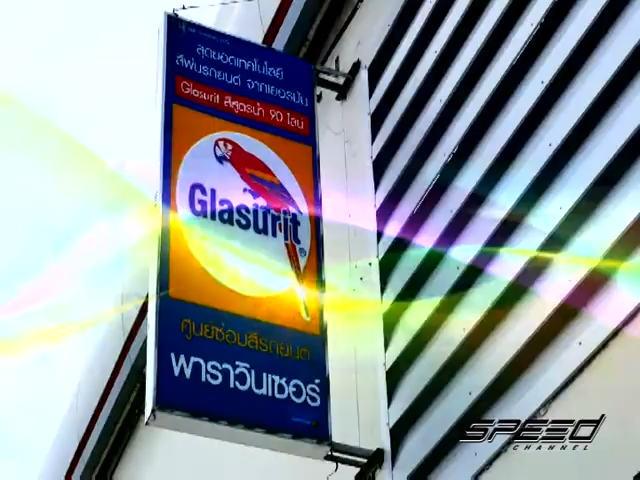 สุดยอดเทคโนโลยี
สีพ่นรถยนต์ จากเยอรมัน
Glasurit สีสูตรน้ำ 90 ไลน์
Glasurit
ศูนย์ซ่อมสีรถยนต์
พาราวินเซอร์
SPEED
CHANNEL